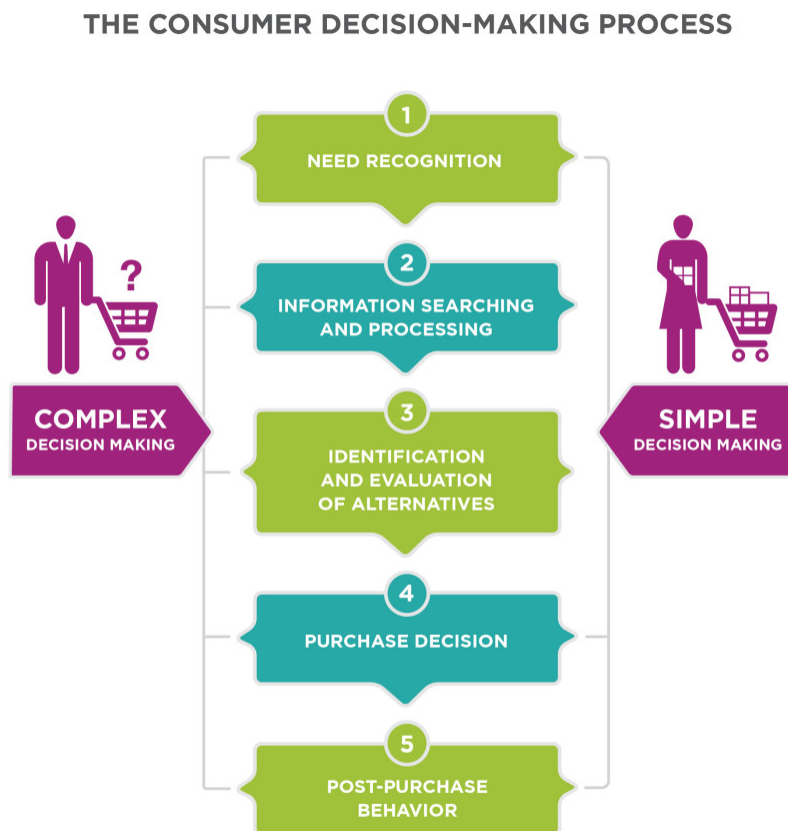 THE CONSUMER DECISION-MAKING PROCESS
1
NEED RECOGNITION
2
INFORMATION SEARCHING
AND PROCESSING
?
COMPLEX
DECISION MAKING
SIMPLE
DECISION MAKING
3
IDENTIFICATION
AND EVALUATION
OF ALTERNATIVES
4
PURCHASE DECISION
5
POST-PURCHASE
BEHAVIOR